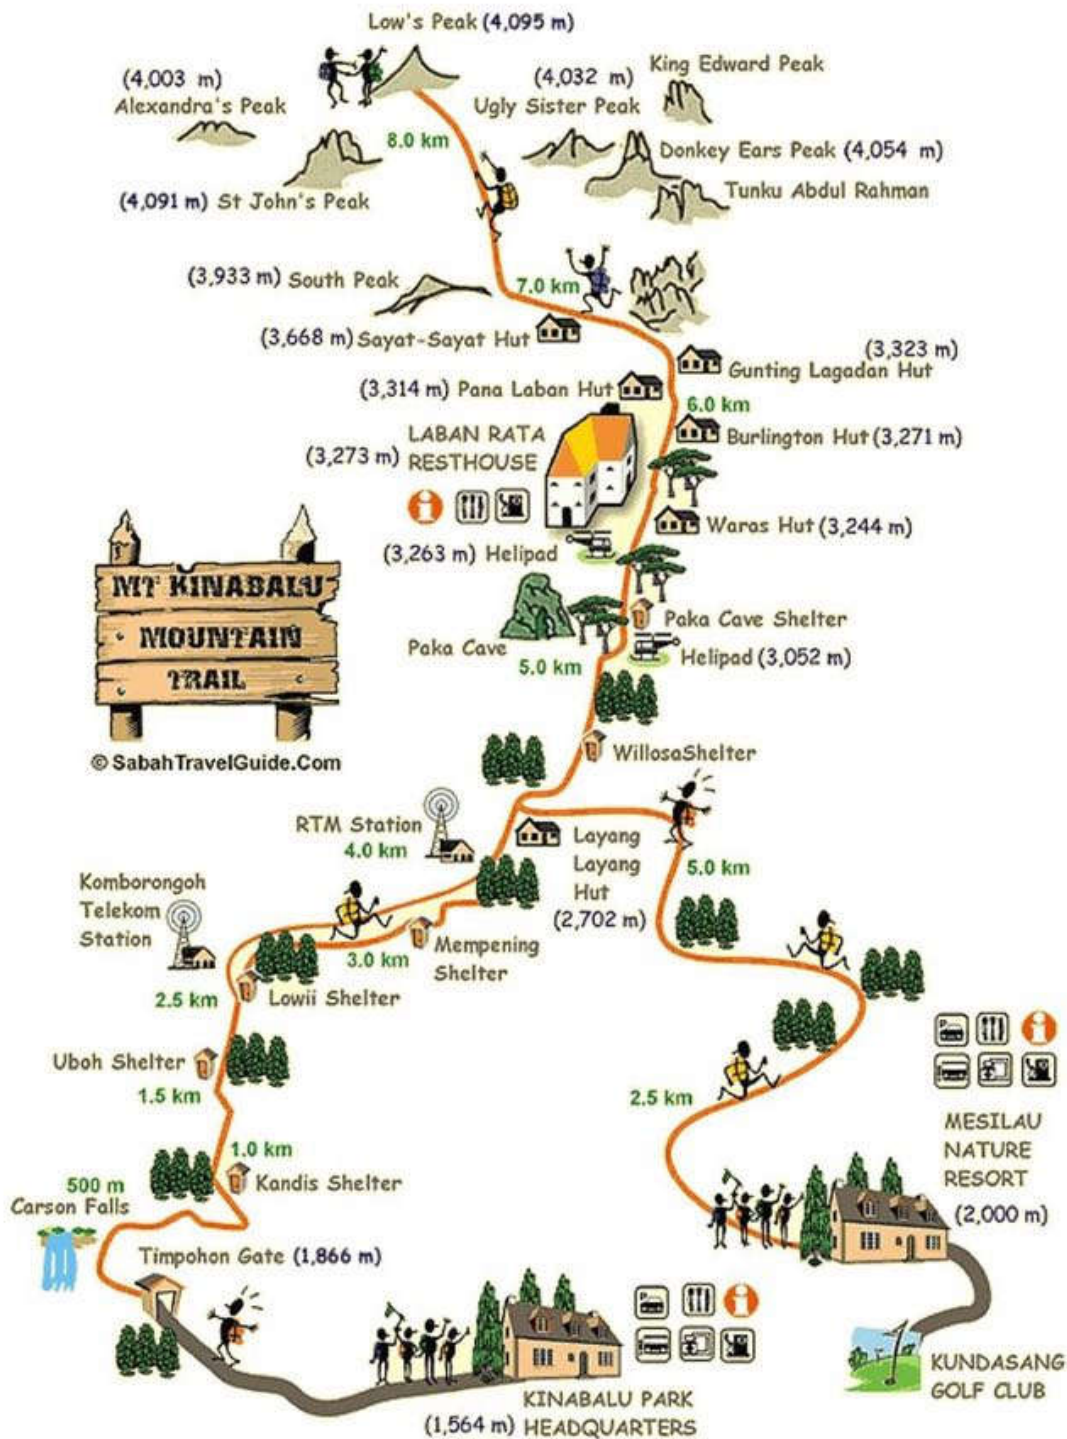 Low's Peak (4,095 m)
King Edward Peak
(4,003 m)
Alexandra's Peak
(4,032 m)
Ugly Sister Peak
8.0 km
Donkey Ears Peak (4,054 m)
(4,091 m) St John's Peak
Tunku Abdul Rahman
(3,933 m) South Peak
7.0 km
(3,668 m) Sayat-Sayat Hut
(3,323 m)
Gunting Lagadan Hut
(3,314 m) Pana Laban Hut
6.0 km
(3,273 m) LABAN RATA
RESTHOUSE
Burlington Hut (3,271 m)
i
Waras Hut (3,244 m)
(3,263 m) Helipad
MT KINABALU
MOUNTAIN
TRAIL
© SabahTravelGuide.Com
Paka Cave
Paka Cave Shelter
5.0 km
Helipad (3,052 m)
WillosaShelter
RTM Station
4.0 km
Layang
Layang
Hut
(2,702 m)
5.0 km
Komborongoh
Telekom
Station
Mempening
Shelter
3.0 km
2.5 km
Lowii Shelter
Uboh Shelter
1.5 km
2.5 km
P
i
MESILAU
NATURE
RESORT
(2,000 m)
1.0 km
Kandis Shelter
500 m
Carson Falls
Timpohon Gate (1,866 m)
P
i
KINABALU PARK
(1,564 m) HEADQUARTERS
KUNDASANG
GOLF CLUB